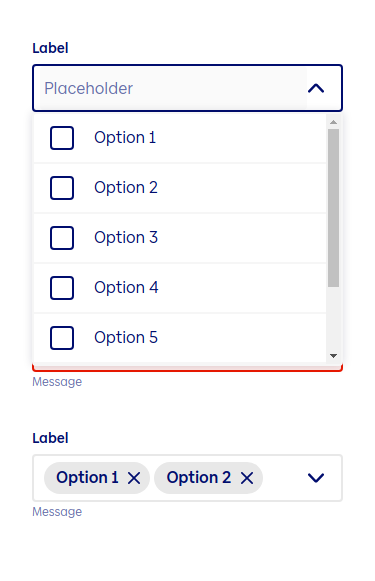 Label
Placeholder
Option 1
Option 2
Option 3
Option 4
Option 5
Message
Label
Option 1 Option 2
Message